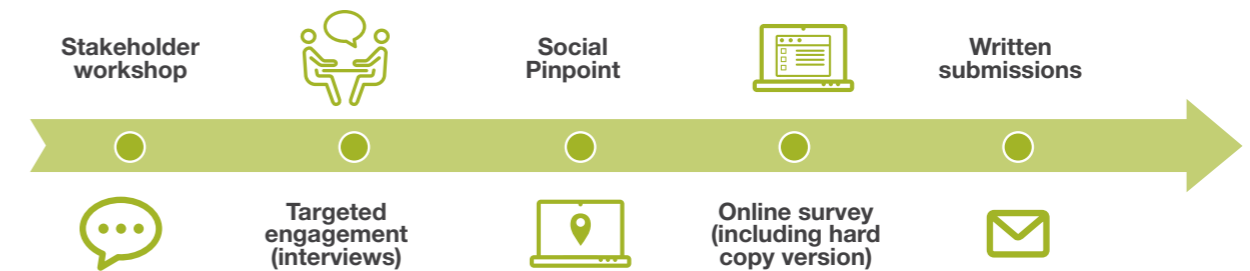 Stakeholder
workshop
Targeted
engagement
(interviews)
Social
Pinpoint
Online survey
(including hard
copy version)
Written
submissions